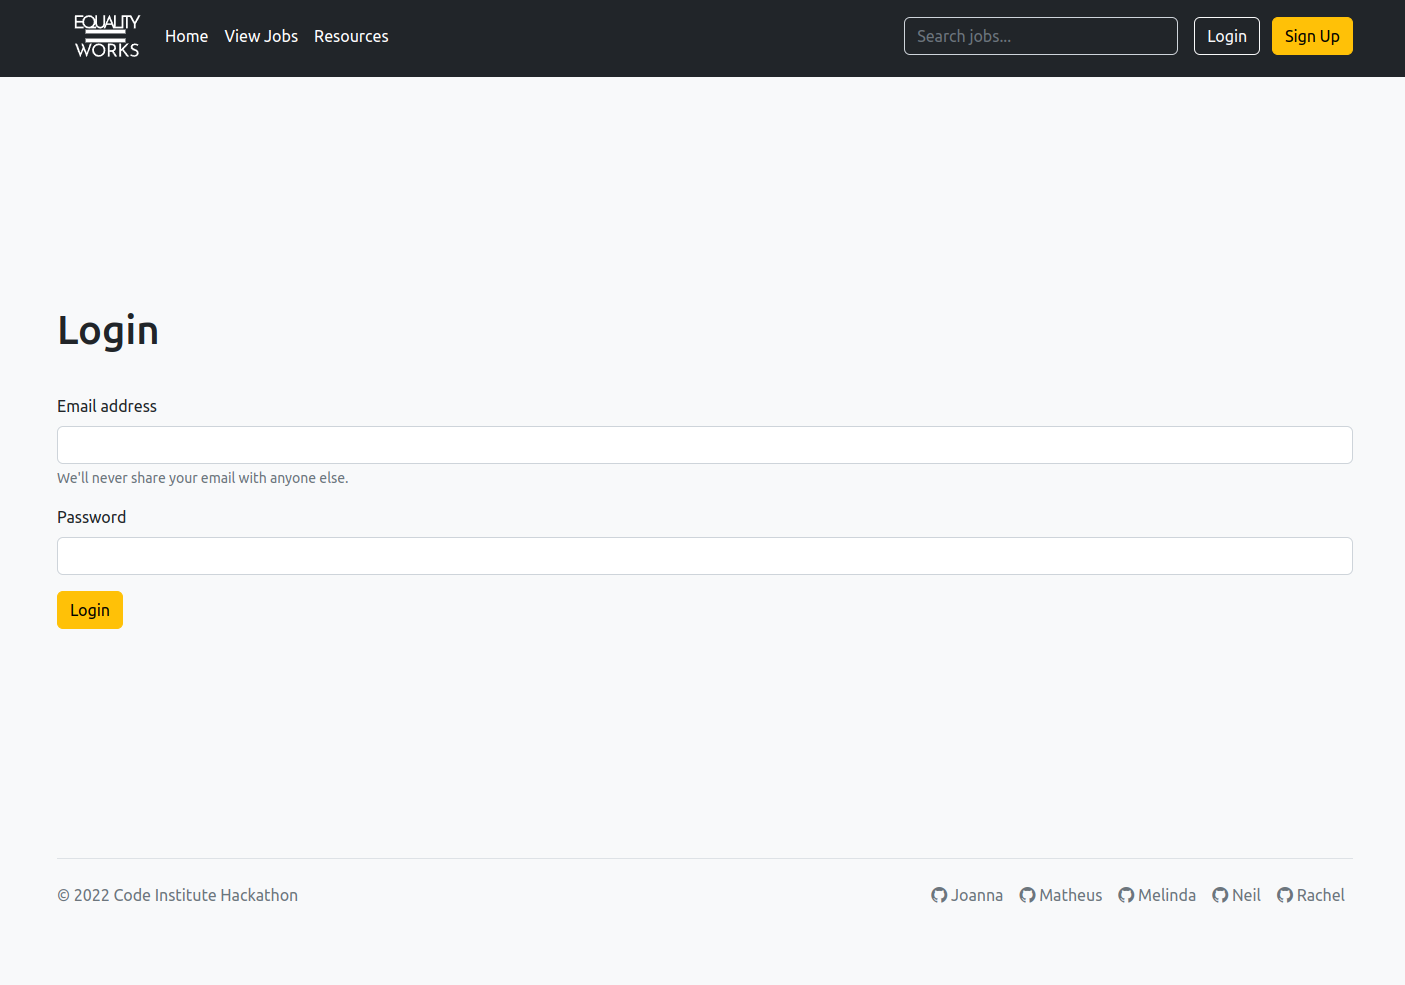 EQUALITY
WORKS
Home View Jobs Resources Search jobs... Login Sign Up
Login
Email address
We'll never share your email with anyone else.
Password
Login
© 2022 Code Institute Hackathon Joanna Matheus Melinda Neil Rachel